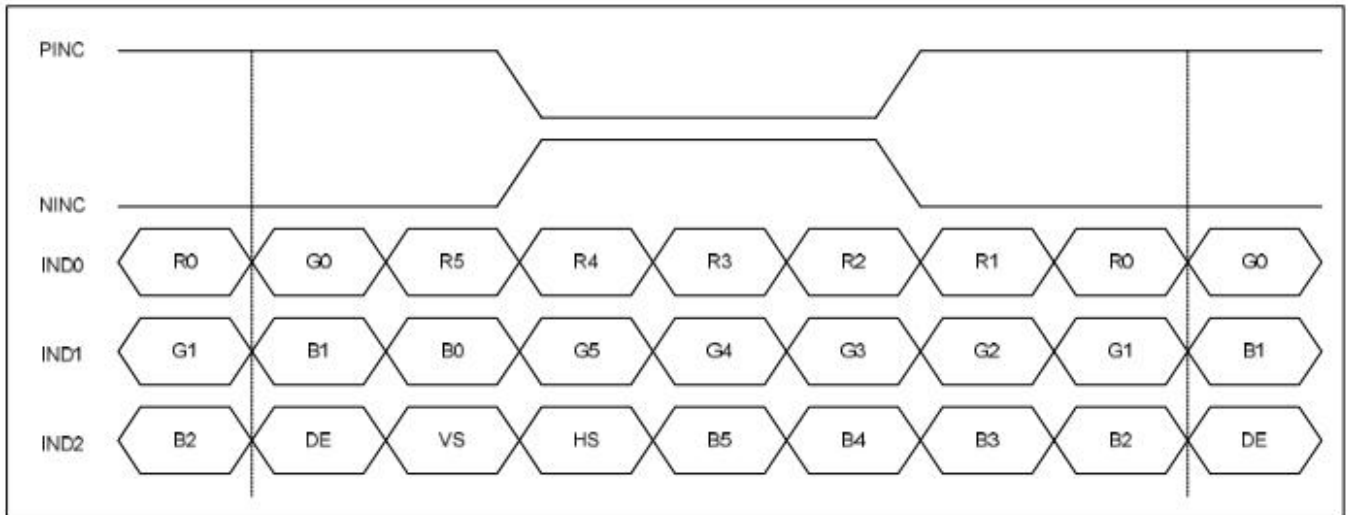 PINC
NINC
IND0 R0 G0 R5 R4 R3 R2 R1 R0 G0
IND1 G1 B1 B0 G5 G4 G3 G2 G1 B1
IND2 B2 DE VS HS B5 B4 B3 B2 DE